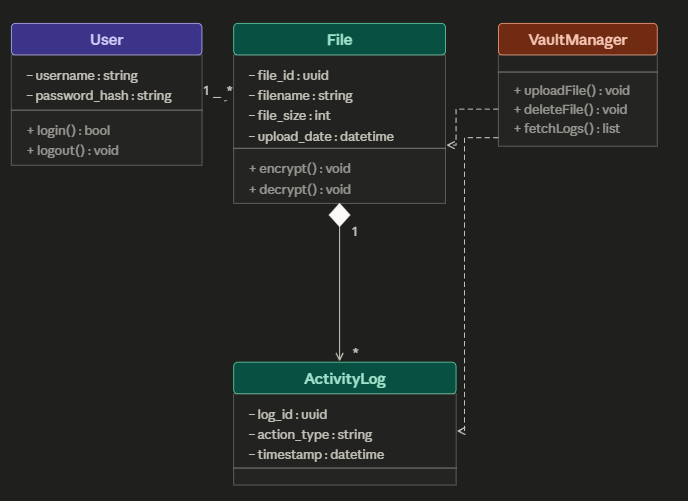 User
- username : string
- password_hash : string
+ login() : bool
+ logout() : void
1
*
File
- file_id : uuid
- filename : string
- file_size : int
- upload_date : datetime
+ encrypt() : void
+ decrypt() : void
VaultManager
+ uploadFile() : void
+ deleteFile() : void
+ fetchLogs() : list
1
*
ActivityLog
- log_id : uuid
- action_type : string
- timestamp : datetime